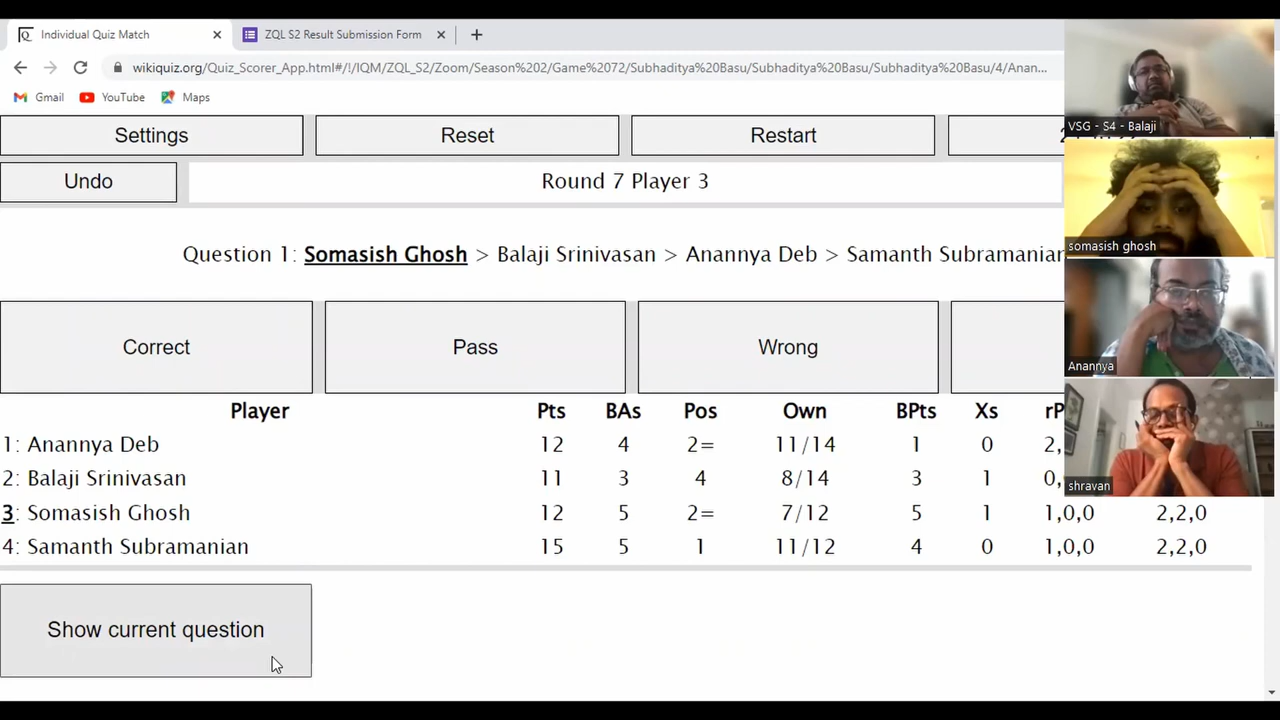 Individual Quiz Match
ZQL S2 Result Submission Form
wikiquiz.org/Quiz_Scorer_App.html#/!/IQM/ZQL_S2/Zoom/Season%202/Game%2072/Subhaditya%20Basu/Subhaditya%20Basu/Subhaditya%20Basu/4/Anan...
Gmail YouTube Maps
Settings Reset Restart
VSG - S4 - Balaji
Undo Round 7 Player 3
somasish ghosh
Question 1: Somasish Ghosh > Balaji Srinivasan > Anannya Deb > Samanth Subramanian
Correct Pass Wrong
Anannya
Player Pts BAs Pos Own BPts Xs
1: Anannya Deb 12 4 2= 11/14 1 0
2: Balaji Srinivasan 11 3 4 8/14 3 1
shravan
3: Somasish Ghosh 12 5 2= 7/12 5 1 1,0,0 2,2,0
4: Samanth Subramanian 15 5 1 11/12 4 0 1,0,0 2,2,0
Show current question